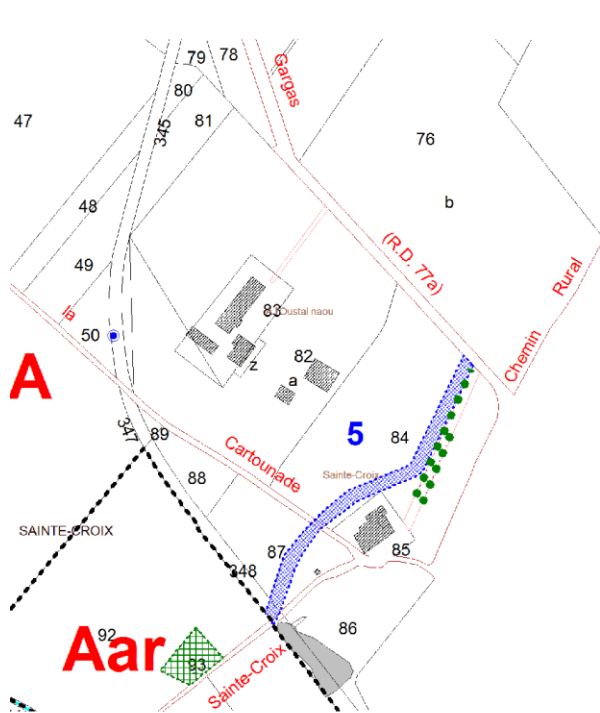 79
78
Gargas
80
81
345
47
76
48
b
(R.D. 77a)
49
Rural
la
50
83
Oustal naou
82
z
a
Chemin
A
347
89
Cartounade
5
84
88
Sainte-Croix
SAINTE-CROIX
87
348
85
86
92
Aar
93
Sainte-Croix